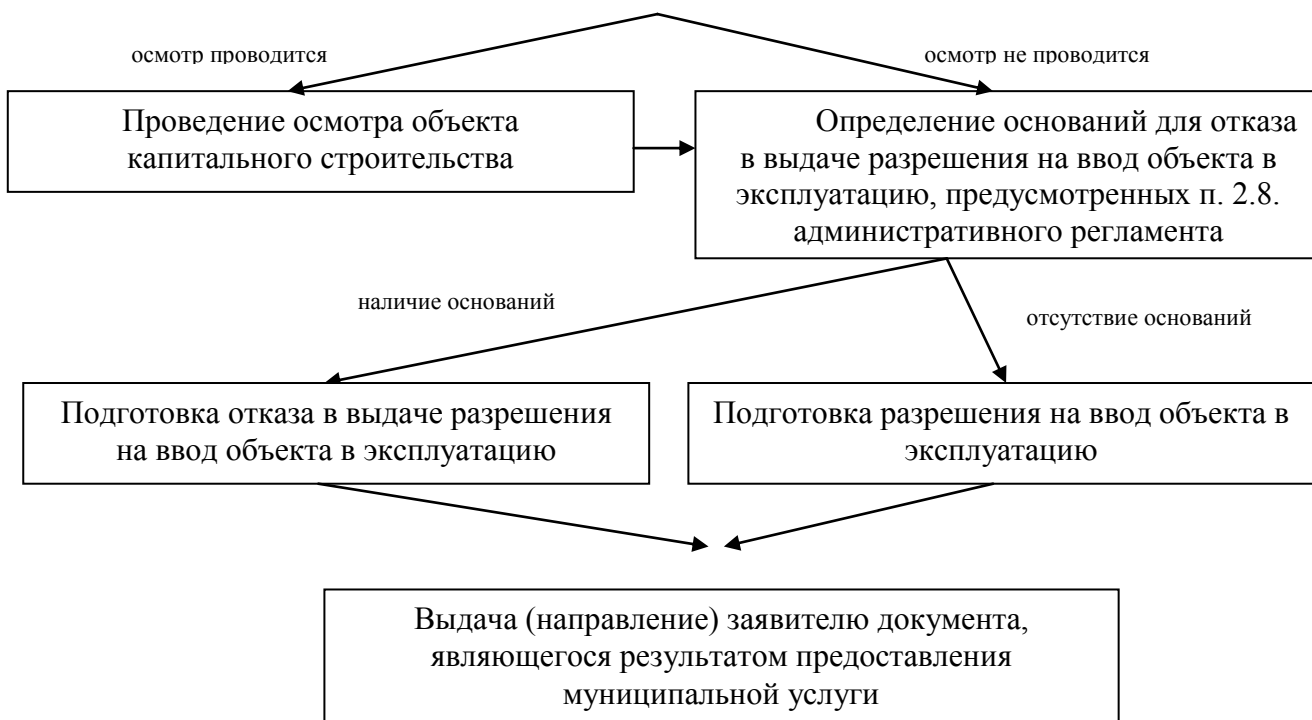 осмотр проводится
осмотр не проводится
Проведение осмотра объекта
капитального строительства
Определение оснований для отказа
в выдаче разрешения на ввод объекта в
эксплуатацию, предусмотренных п. 2.8.
административного регламента
наличие оснований
отсутствие оснований
Подготовка отказа в выдаче разрешения
на ввод объекта в эксплуатацию
Подготовка разрешения на ввод объекта в
эксплуатацию
Выдача (направление) заявителю документа,
являющегося результатом предоставления
муниципальной услуги